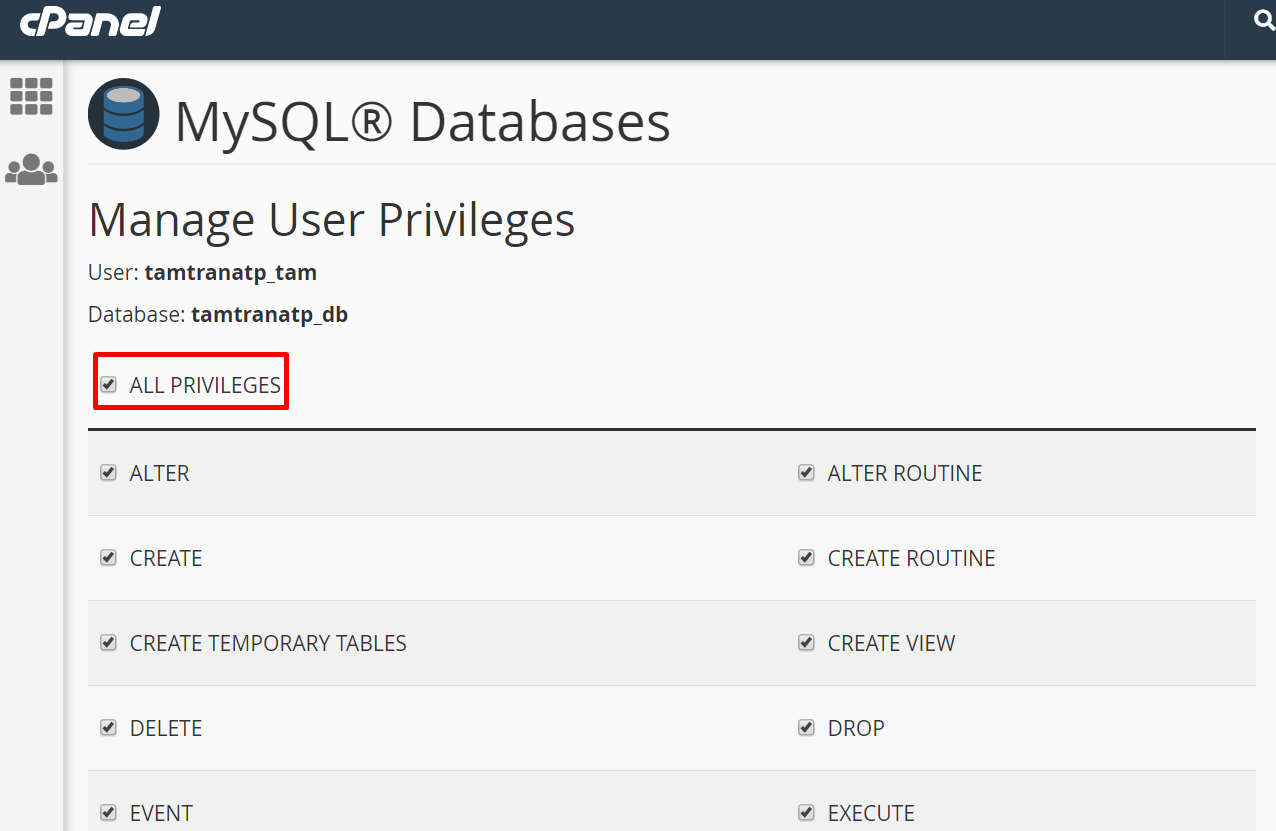 cPanel
MySQL® Databases
Manage User Privileges
User: tamtranatp_tam
Database: tamtranatp_db
ALL PRIVILEGES
ALTER
ALTER ROUTINE
CREATE
CREATE ROUTINE
CREATE TEMPORARY TABLES
CREATE VIEW
DELETE
DROP
EVENT
EXECUTE